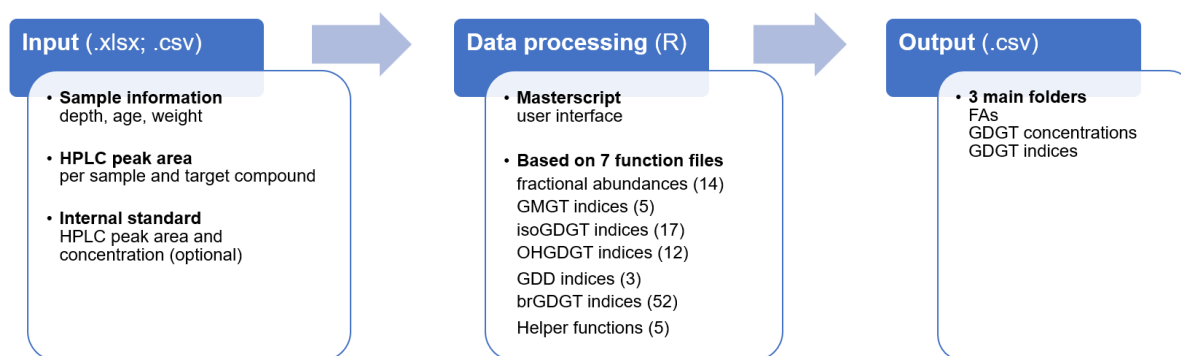 Input (.xlsx; .csv)
• Sample information
depth, age, weight
• HPLC peak area
per sample and target compound
• Internal standard
HPLC peak area and
concentration (optional)
Data processing (R)
• Masterscript
user interface
• Based on 7 function files
fractional abundances (14)
GMGT indices (5)
isoGDGT indices (17)
OHGDGT indices (12)
GDD indices (3)
brGDGT indices (52)
Helper functions (5)
Output (.csv)
• 3 main folders
FAs
GDGT concentrations
GDGT indices